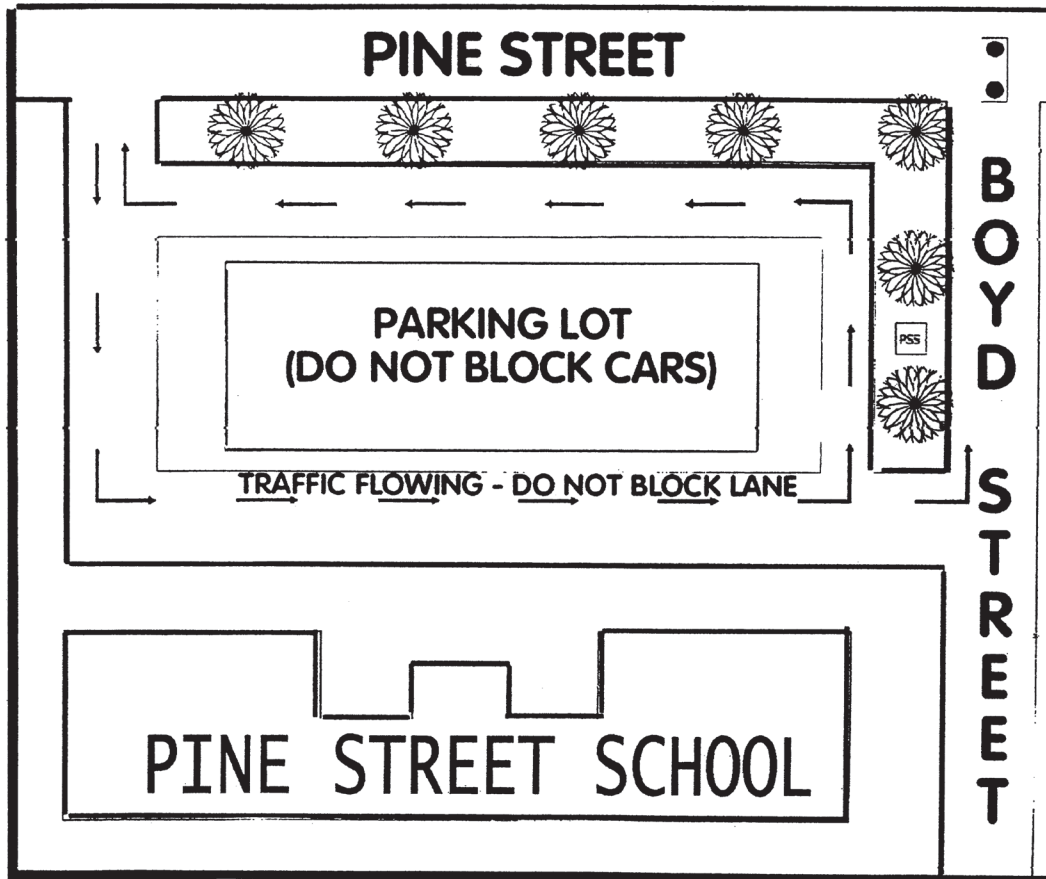 PINE STREET
BOYD STREET
PARKING LOT
(DO NOT BLOCK CARS)
PSS
TRAFFIC FLOWING - DO NOT BLOCK LANE
PINE STREET SCHOOL